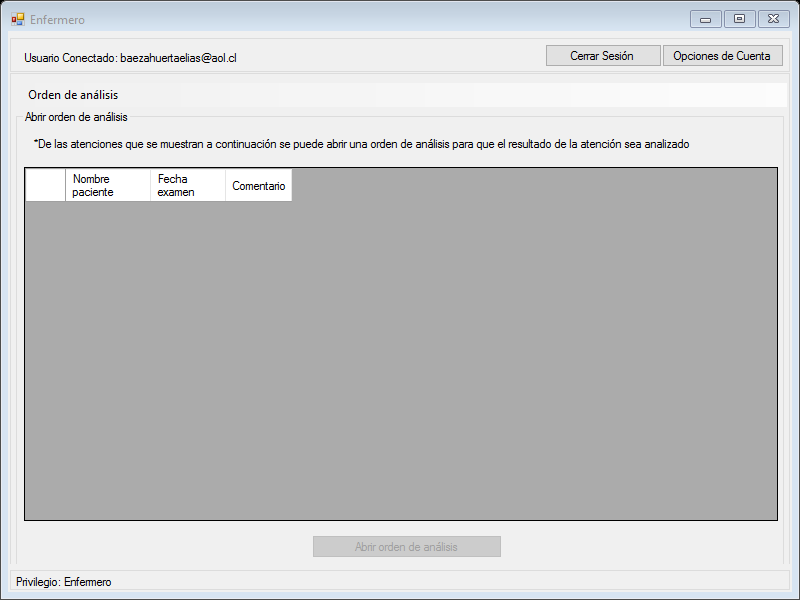 Enfermero
Usuario Conectado: baezahuertaelias@aol.cl
Cerrar Sesión
Opciones de Cuenta
Orden de análisis
Abrir orden de análisis
*De las atenciones que se muestran a continuación se puede abrir una orden de análisis para que el resultado de la atención sea analizado
Nombre
paciente
Fecha
examen
Comentario
Abrir orden de análisis
Privilegio: Enfermero